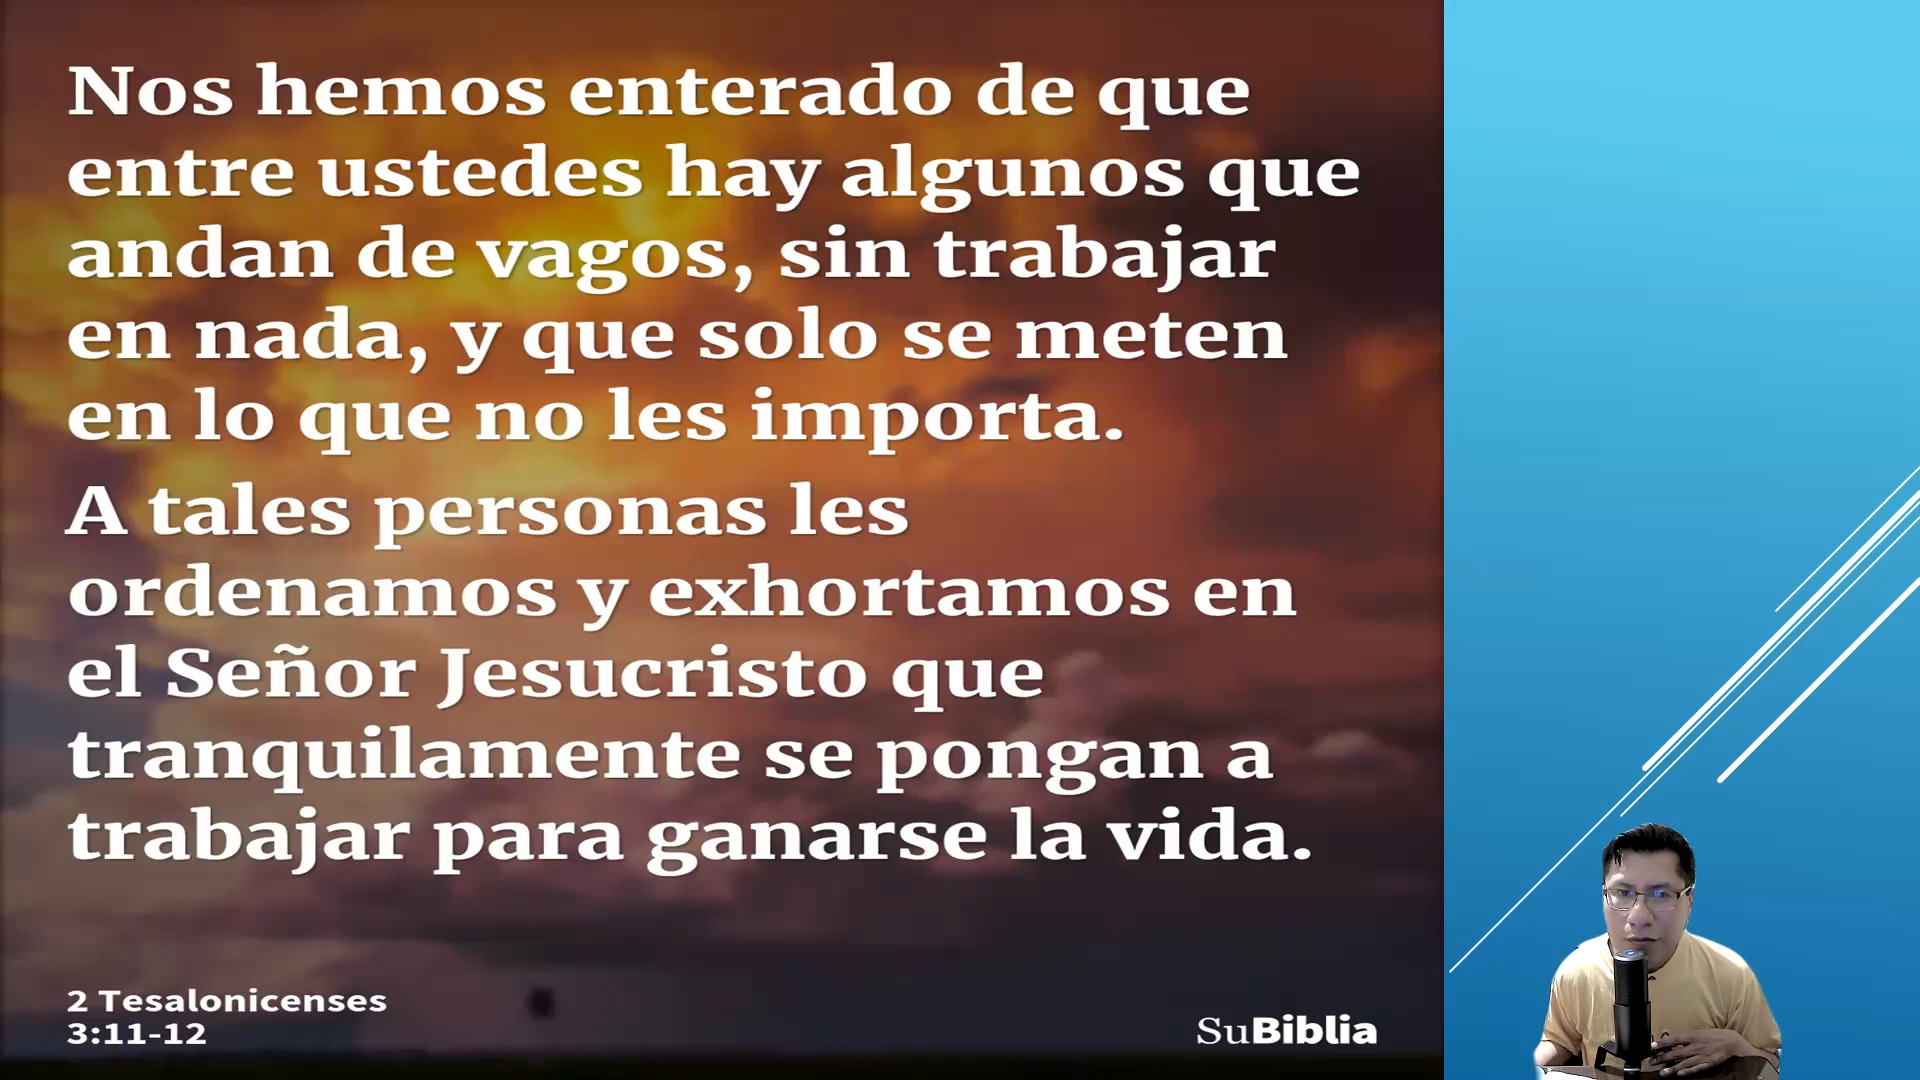 Nos hemos enterado de que
entre ustedes hay algunos que
andan de vagos, sin trabajar
en nada, y que solo se meten
en lo que no les importa.
A tales personas les
ordenamos y exhortamos en
el Señor Jesucristo que
tranquilamente se pongan a
trabajar para ganarse la vida.
2 Tesalonicenses
3:11-12
SuBiblia